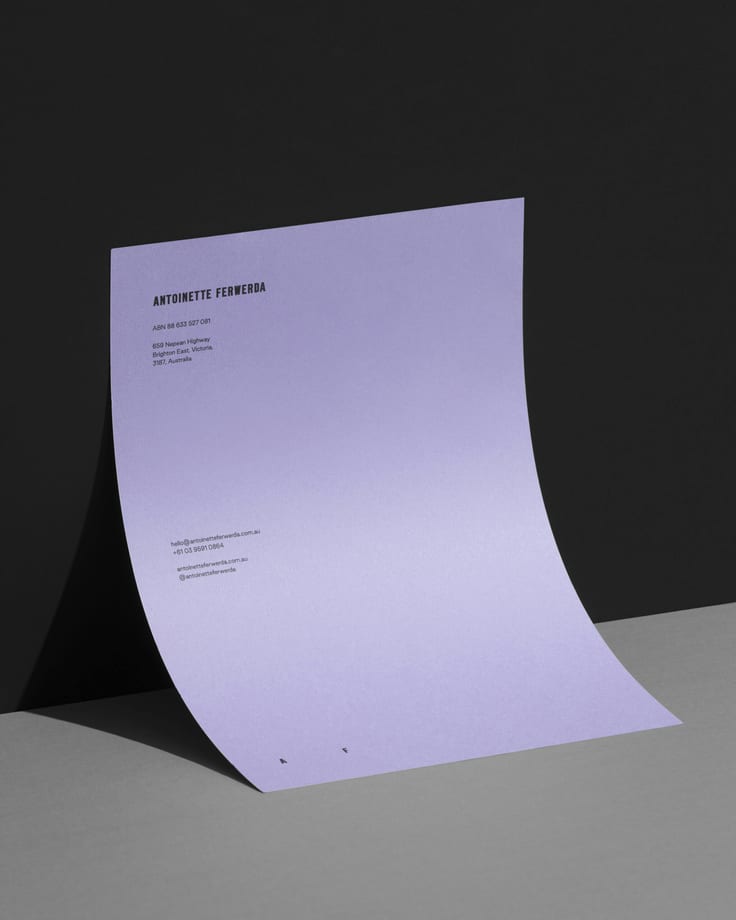 ANTOINETTE FERWERDA
ABN 88 633 527 081
659 Nepean Highway
Brighton East, Victoria,
3187, Australia
hello@antoinetteferwerda.com.au
+61 03 9591 0864
antoinetteferwerda.com.au
@antoinetteferwerda
A F